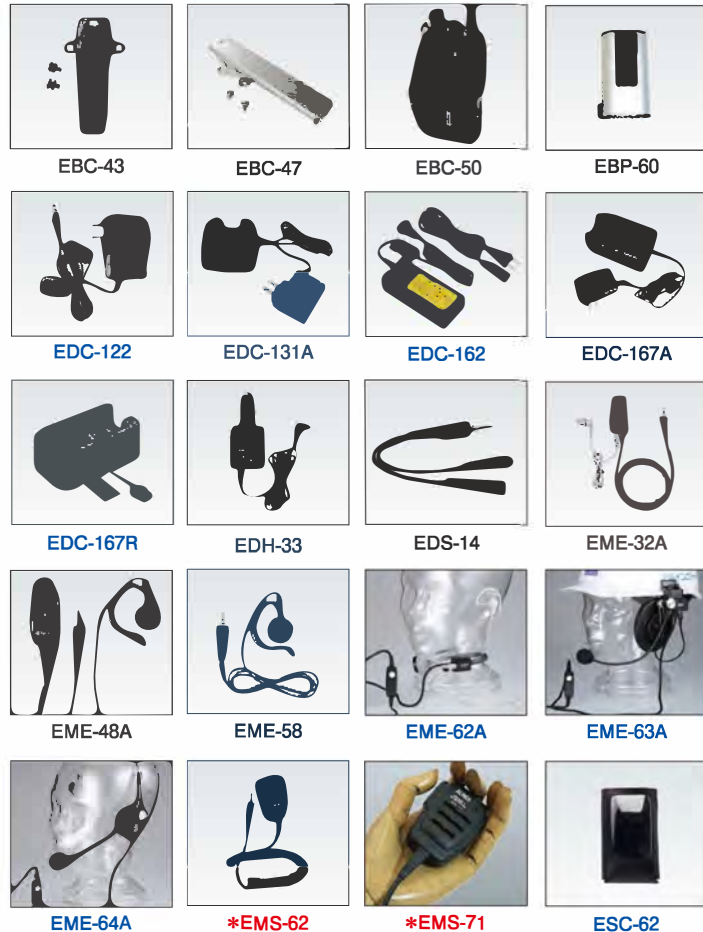 EBC-43 EBC-47 EBC-50 EBP-60
EDC-122 EDC-131A EDC-162 EDC-167A
EDC-167R EDH-33 EDS-14 EME-32A
EME-48A EME-58 EME-62A EME-63A
EME-64A *EMS-62 *EMS-71 ESC-62